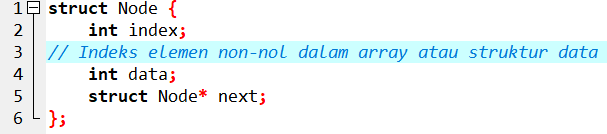 1 struct Node {
2 int index;
3 // Indeks elemen non-nol dalam array atau struktur data
4 int data;
5 struct Node* next;
6 };